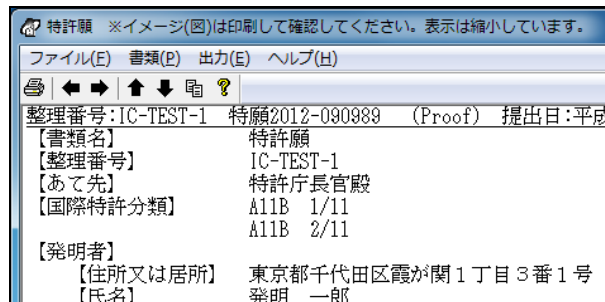 特許願　※イメージ(図)は印刷して確認してください。表示は縮小しています。
ファイル(F)　書類(P)　出力(E)　ヘルプ(H)
整理番号:IC-TEST-1　特願2012-090989　(Proof)　提出日:平成
【書類名】　特許願
【整理番号】　IC-TEST-1
【あて先】　特許庁長官殿
【国際特許分類】　A11B　1/11
A11B　2/11
【発明者】
【住所又は居所】　東京都千代田区霞が関1丁目3番1号
【氏名】　発明　一郎